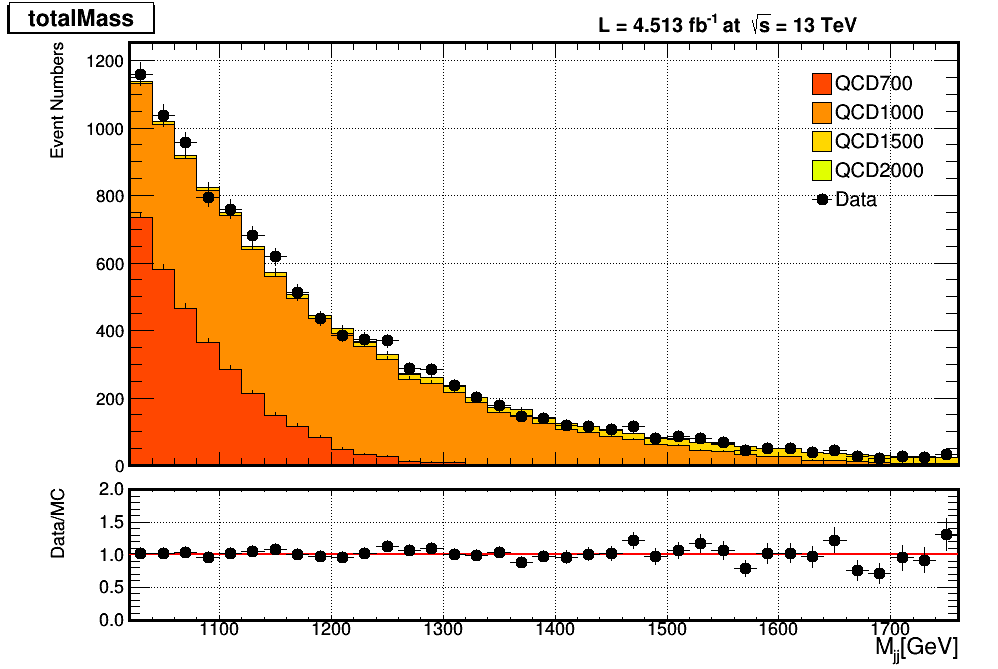 totalMass
L = 4.513 fb⁻¹ at √s = 13 TeV
Event Numbers
1200
1000
800
600
400
200
0
QCD700
QCD1000
QCD1500
QCD2000
Data
Data/MC
2.0
1.5
1.0
0.5
0.0
1100 1200 1300 1400 1500 1600 1700
Mjj[GeV]